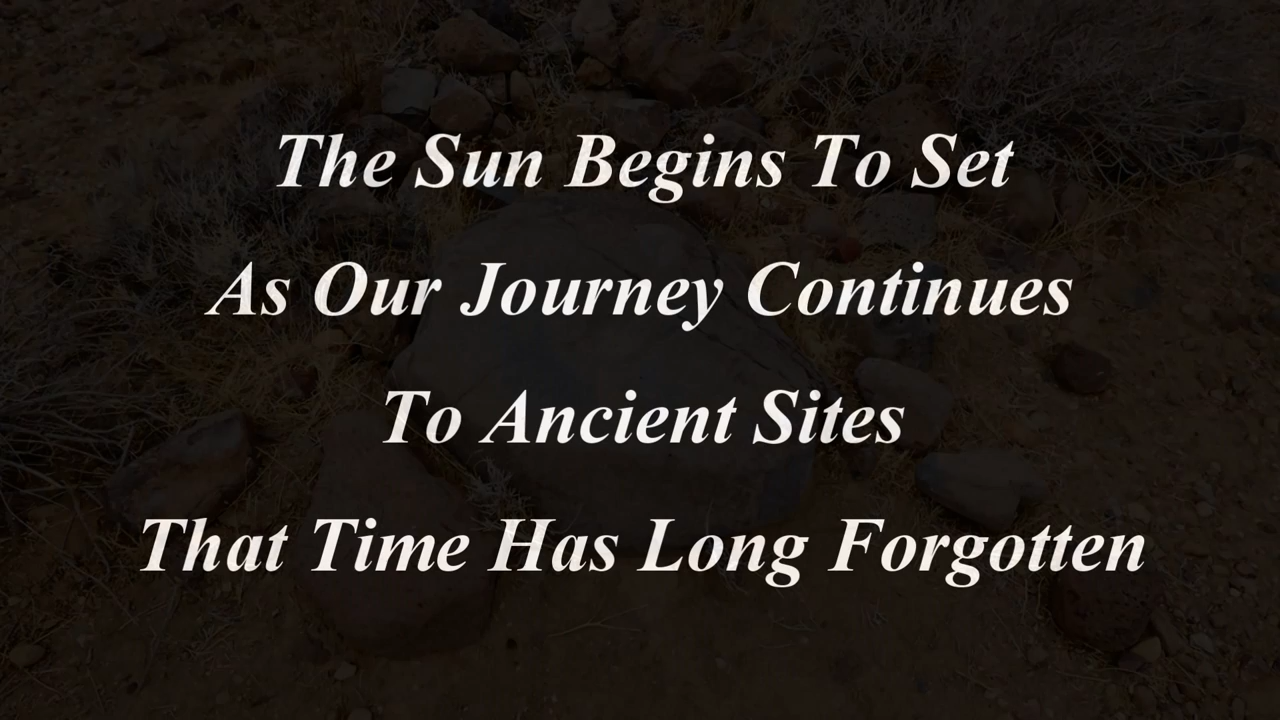 The Sun Begins To Set
As Our Journey Continues
To Ancient Sites
That Time Has Long Forgotten